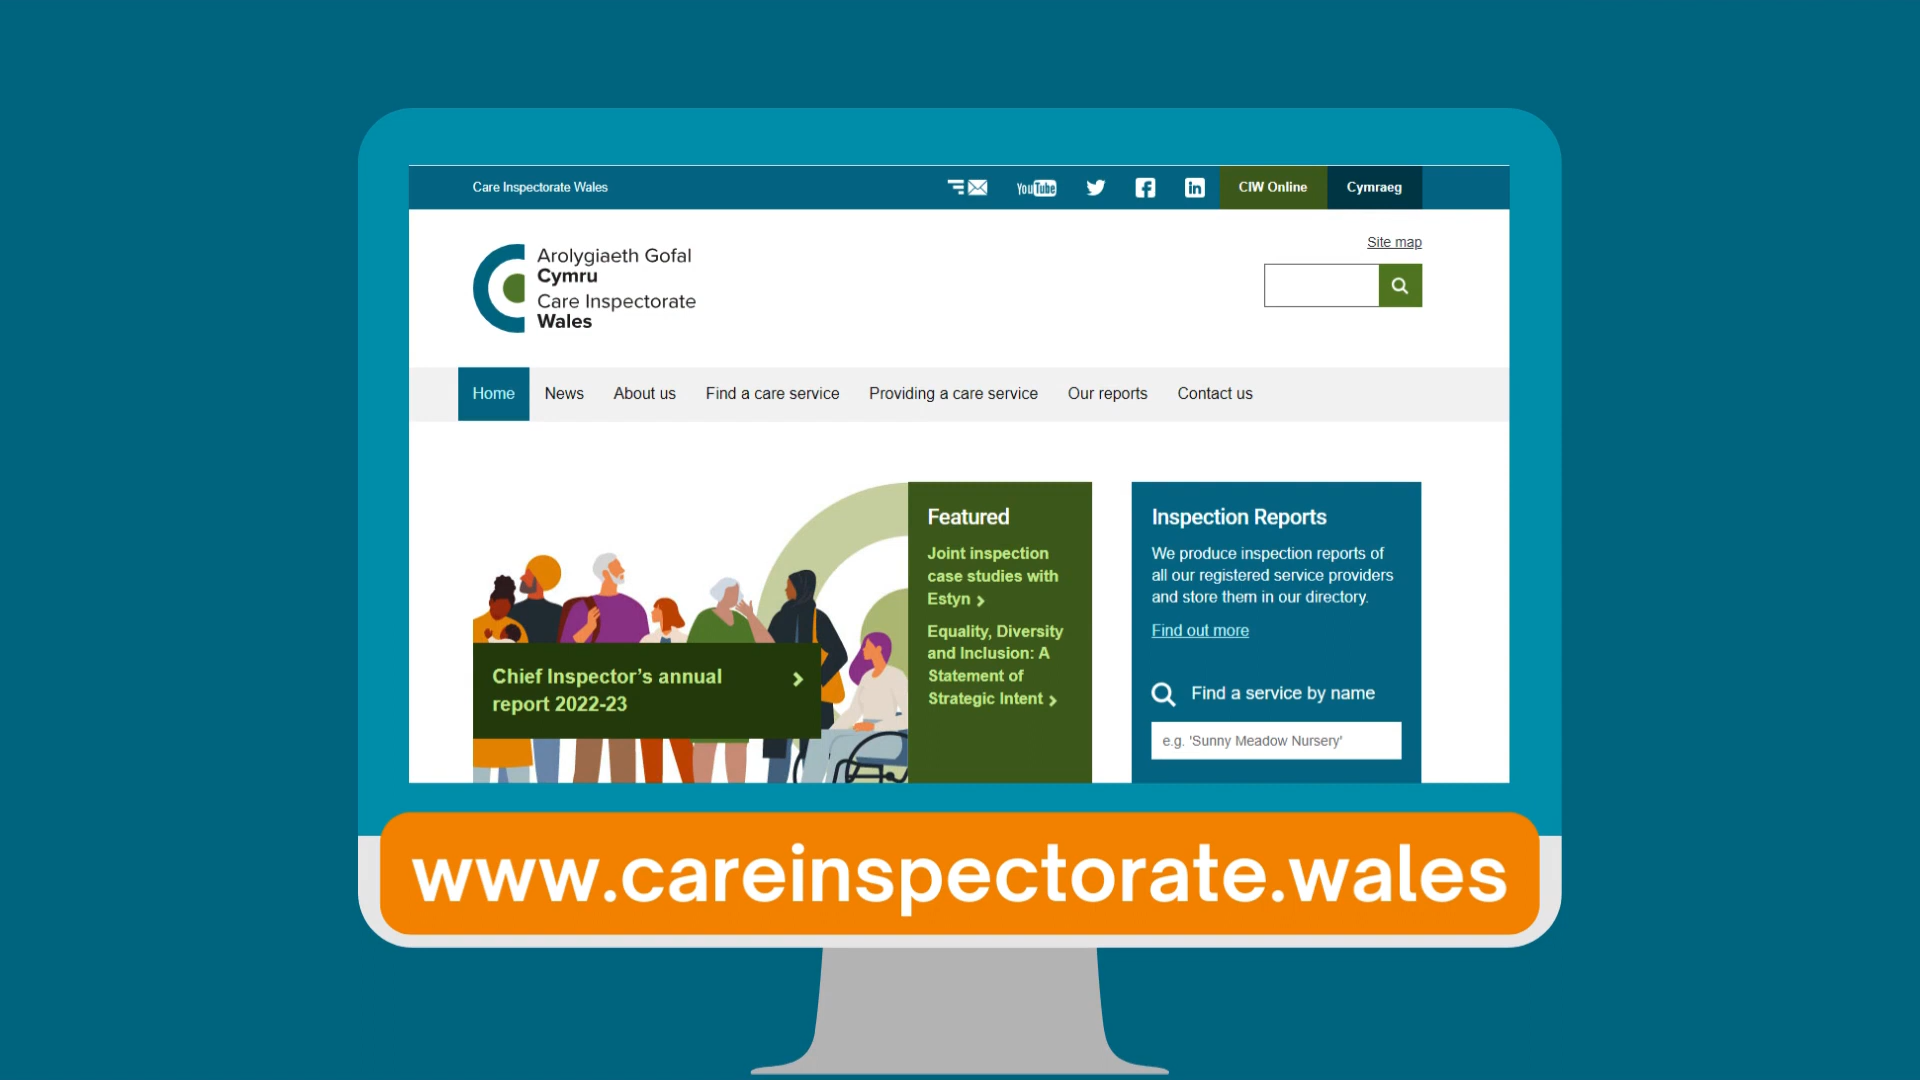 Care Inspectorate Wales
YouTube
CIW Online
Cymraeg
Arolygiaeth Gofal
Cymru
Care Inspectorate
Wales
Site map
Home News About us Find a care service Providing a care service Our reports Contact us
Chief Inspector’s annual
report 2022-23
Featured
Joint inspection
case studies with
Estyn
Equality, Diversity
and Inclusion: A
Statement of
Strategic Intent
Inspection Reports
We produce inspection reports of
all our registered service providers
and store them in our directory.
Find out more
Find a service by name
e.g. 'Sunny Meadow Nursery'
www.careinspectorate.wales